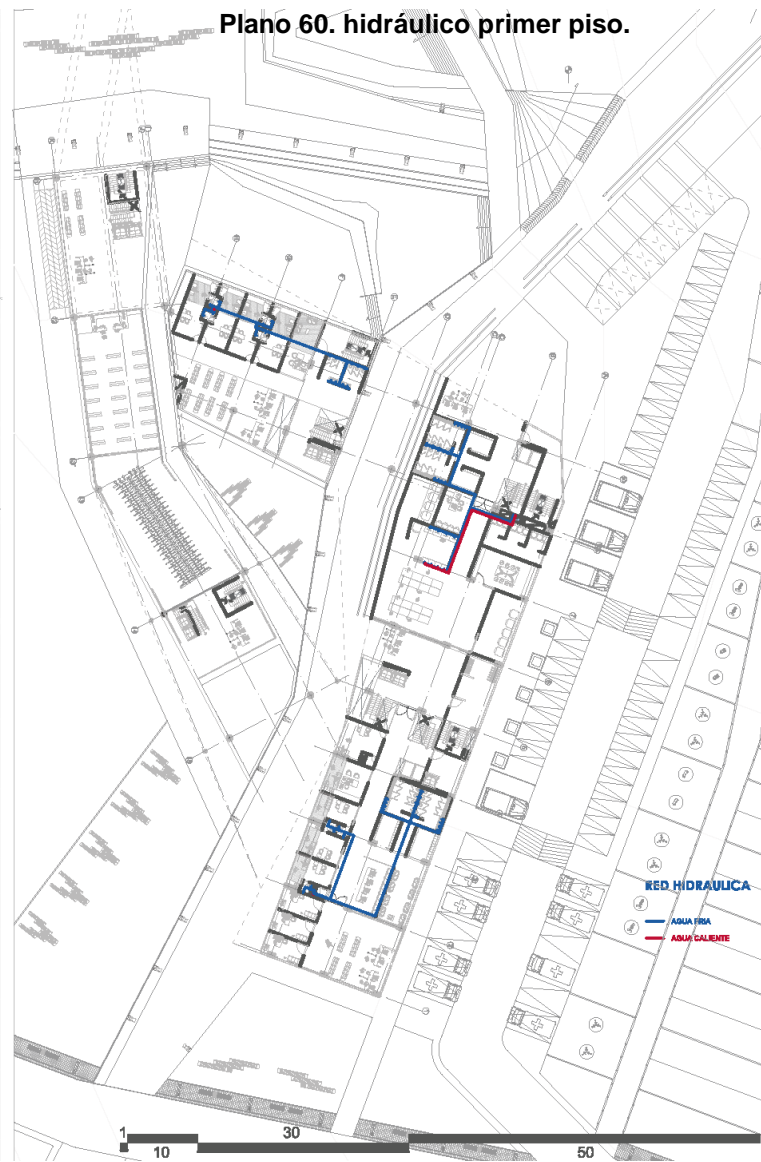 Plano 60. hidráulico primer piso.
RED HIDRAULICA
AGUA FRIA
AGUA CALIENTE
1
30
10
50